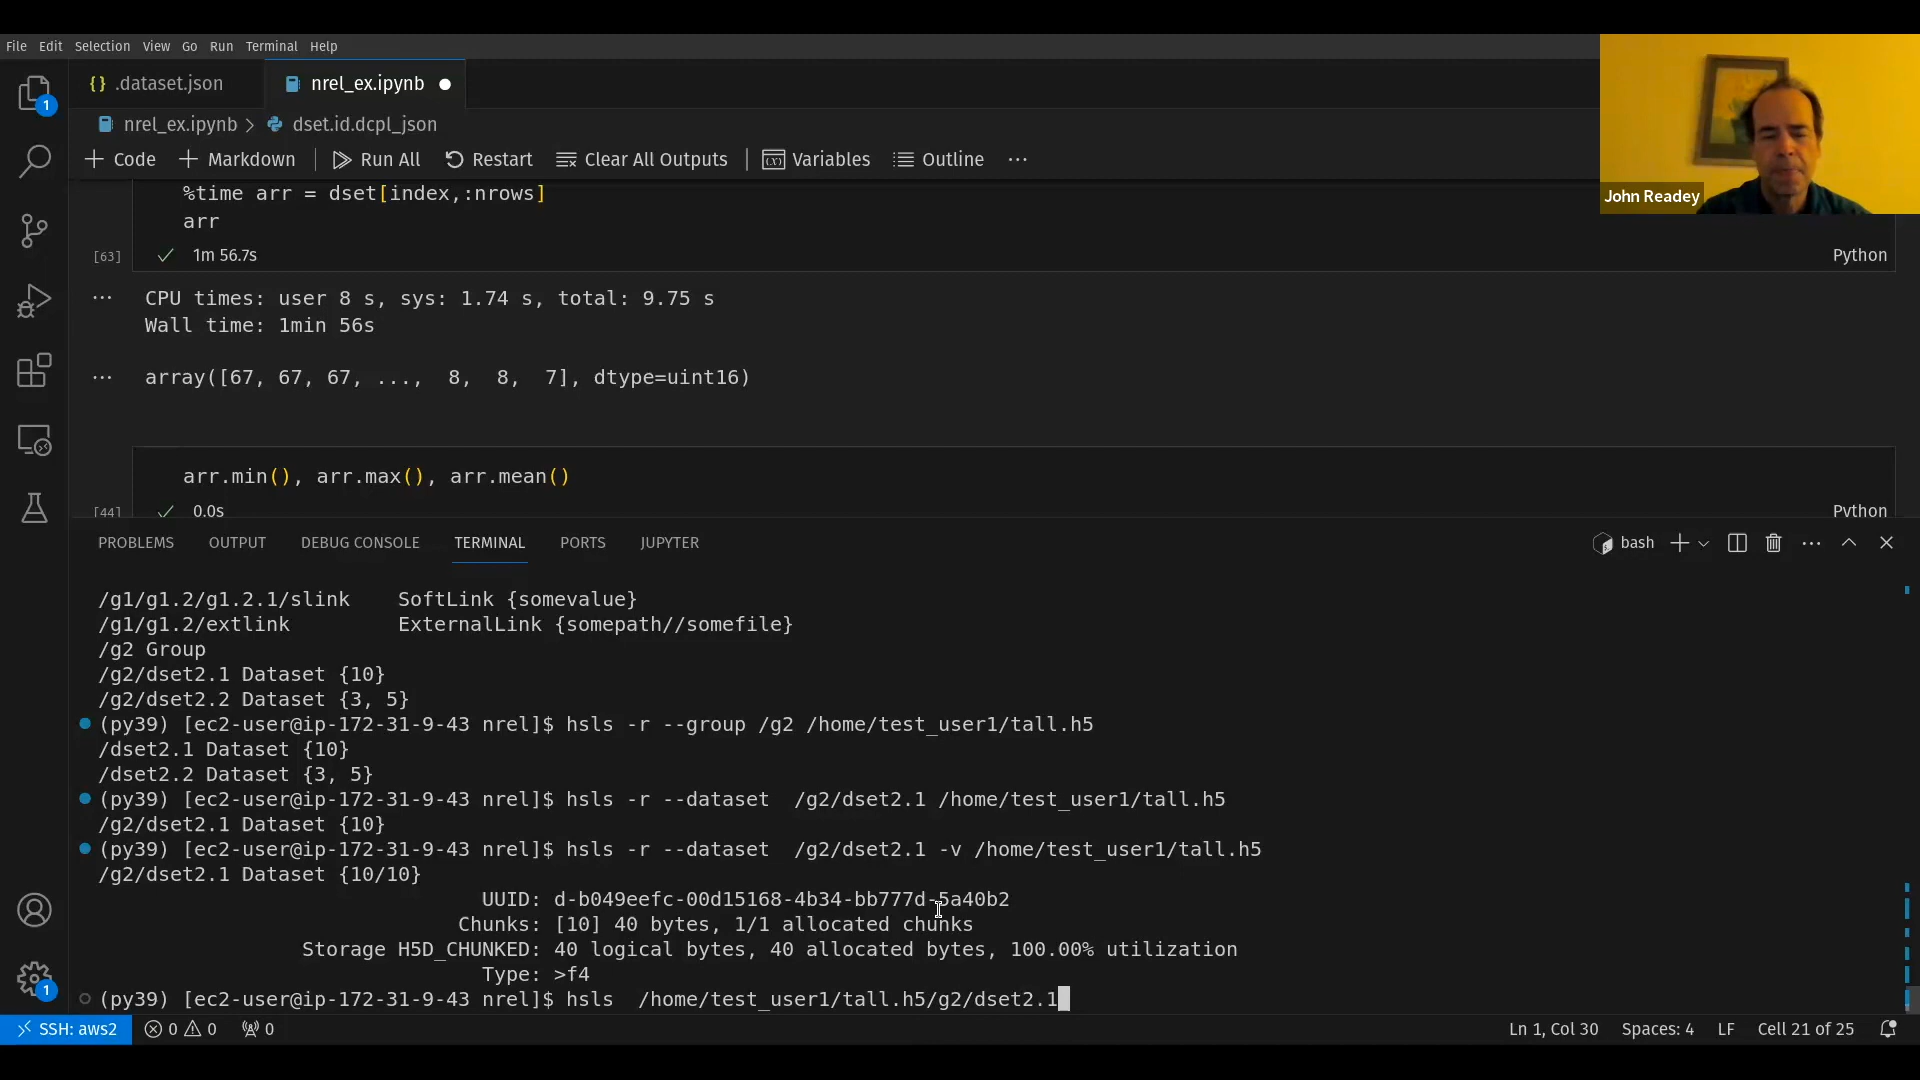 File Edit Selection View Go Run Terminal Help
{} .dataset.json nrel_ex.ipynb
nrel_ex.ipynb > dset.id.dcpl_json
+ Code + Markdown Run All Restart Clear All Outputs Variables Outline ...
%time arr = dset[index,:nrows]
arr
[63] 1m 56.7s Python
... CPU times: user 8 s, sys: 1.74 s, total: 9.75 s
Wall time: 1min 56s
... array([67, 67, 67, ...,  8,  8,  7], dtype=uint16)
arr.min(), arr.max(), arr.mean()
[44] 0.0s Python
John Readey
PROBLEMS OUTPUT DEBUG CONSOLE TERMINAL PORTS JUPYTER bash
/g1/g1.2/g1.2.1/slink    SoftLink {somevalue}
/g1/g1.2/extlink         ExternalLink {somepath//somefile}
/g2 Group
/g2/dset2.1 Dataset {10}
/g2/dset2.2 Dataset {3, 5}
(py39) [ec2-user@ip-172-31-9-43 nrel]$ hsls -r --group /g2 /home/test_user1/tall.h5
/dset2.1 Dataset {10}
/dset2.2 Dataset {3, 5}
(py39) [ec2-user@ip-172-31-9-43 nrel]$ hsls -r --dataset  /g2/dset2.1 /home/test_user1/tall.h5
/g2/dset2.1 Dataset {10}
(py39) [ec2-user@ip-172-31-9-43 nrel]$ hsls -r --dataset  /g2/dset2.1 -v /home/test_user1/tall.h5
/g2/dset2.1 Dataset {10/10}
UUID: d-b049eefc-00d15168-4b34-bb777d-5a40b2
Chunks: [10] 40 bytes, 1/1 allocated chunks
Storage H5D_CHUNKED: 40 logical bytes, 40 allocated bytes, 100.00% utilization
Type: >f4
(py39) [ec2-user@ip-172-31-9-43 nrel]$ hsls  /home/test_user1/tall.h5/g2/dset2.1
1
1
SSH: aws2 0 0 0 Ln 1, Col 30 Spaces: 4 LF Cell 21 of 25